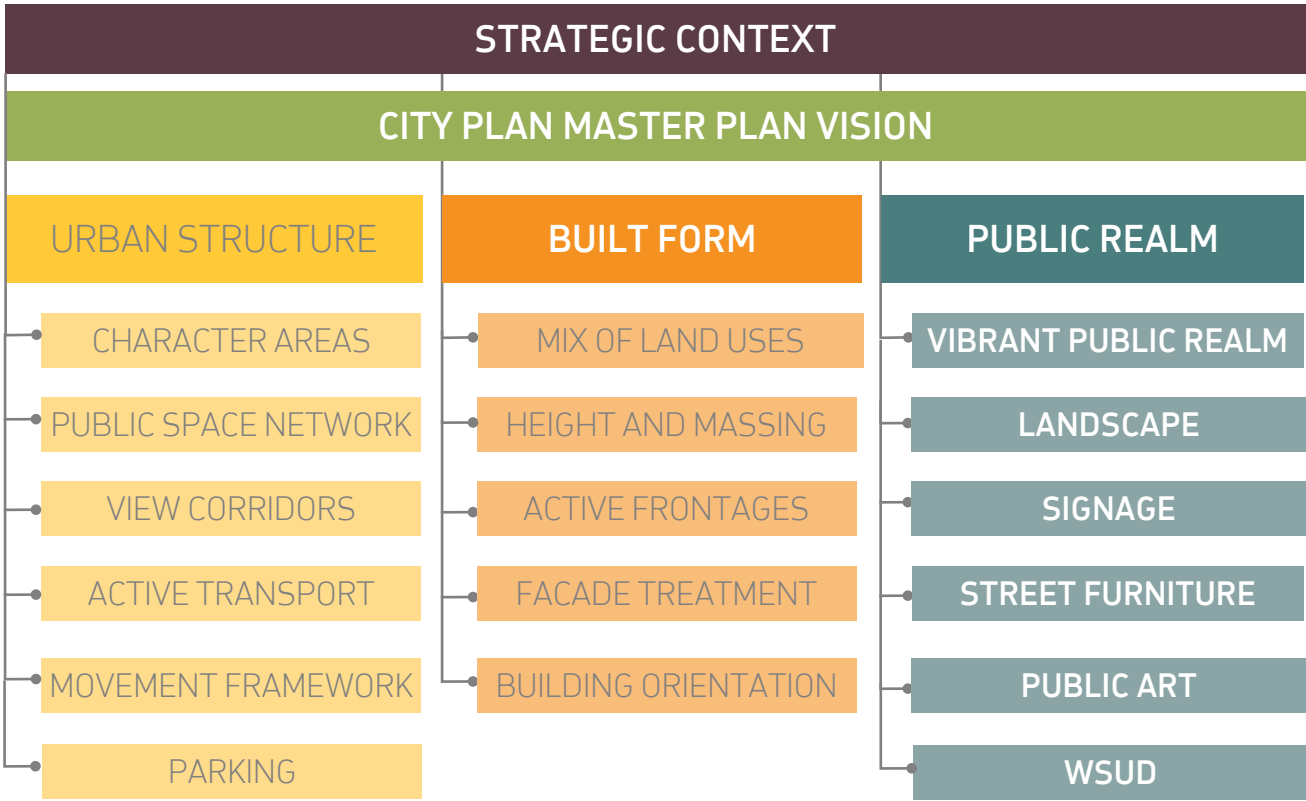 STRATEGIC CONTEXT
CITY PLAN MASTER PLAN VISION
URBAN STRUCTURE
CHARACTER AREAS
PUBLIC SPACE NETWORK
VIEW CORRIDORS
ACTIVE TRANSPORT
MOVEMENT FRAMEWORK
PARKING
BUILT FORM
MIX OF LAND USES
HEIGHT AND MASSING
ACTIVE FRONTAGES
FACADE TREATMENT
BUILDING ORIENTATION
PUBLIC REALM
VIBRANT PUBLIC REALM
LANDSCAPE
SIGNAGE
STREET FURNITURE
PUBLIC ART
WSUD